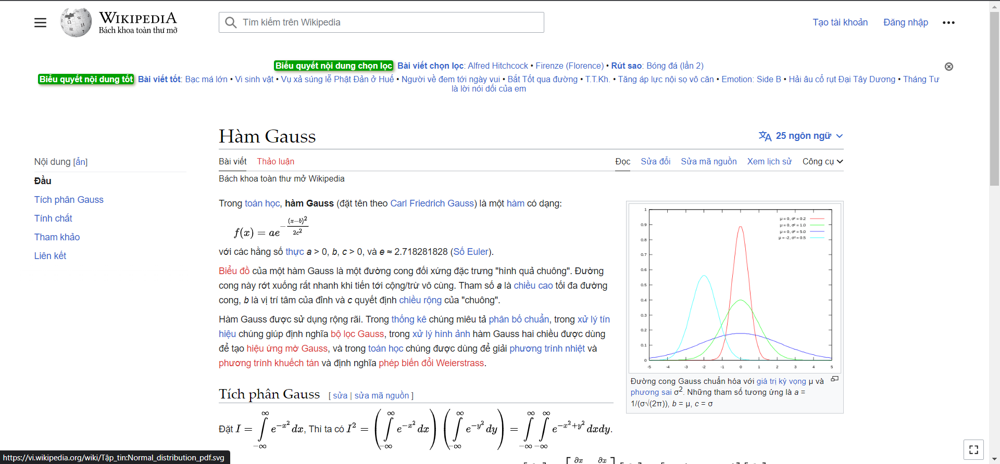 WIKIPEDIA
Bách khoa toàn thư mở
Tìm kiếm trên Wikipedia
Tạo tài khoản Đăng nhập
Biểu quyết nội dung chọn lọc Bài viết chọn lọc: Alfred Hitchcock • Firenze (Florence) • Rút sao: Bóng đá (lần 2)
Biểu quyết nội dung tốt Bài viết tốt: Bạc má lớn • Vi sinh vật • Vụ xả súng lễ Phật Đản ở Huế • Người về đem tới ngày vui • Bắt Tốt qua đường • T.T.Kh. • Tăng áp lực nội sọ vô căn • Emotion: Side B • Hải âu cổ rụt Đại Tây Dương • Tháng Tư
là lời nói dối của em
Hàm Gauss
25 ngôn ngữ
Nội dung [ẩn]
Đầu
Tích phân Gauss
Tính chất
Tham khảo
Liên kết
Bài viết Thảo luận
Đọc Sửa đổi Sửa mã nguồn Xem lịch sử Công cụ
Bách khoa toàn thư mở Wikipedia
Trong toán học, hàm Gauss (đặt tên theo Carl Friedrich Gauss) là một hàm có dạng:
f(x) = ae^{-\frac{(x-b)^2}{2c^2}}
với các hằng số thực a > 0, b, c > 0, và e ≈ 2.718281828 (Số Euler).
Biểu đồ của một hàm Gauss là một đường cong đối xứng đặc trưng "hình quả chuông". Đường
cong này rớt xuống rất nhanh khi tiến tới cộng/trừ vô cùng. Tham số a là chiều cao tối đa đường
cong, b là vị trí tâm của đỉnh và c quyết định chiều rộng của "chuông".
Hàm Gauss được sử dụng rộng rãi. Trong thống kê chúng miêu tả phân bố chuẩn, trong xử lý tín
hiệu chúng giúp định nghĩa bộ lọc Gauss, trong xử lý hình ảnh hàm Gauss hai chiều được dùng
để tạo hiệu ứng mờ Gauss, và trong toán học chúng được dùng để giải phương trình nhiệt và
phương trình khuếch tán và định nghĩa phép biến đổi Weierstrass.
1
0.9
0.8
0.7
0.6
0.5
0.4
0.3
0.2
0.1
0
-5 -4 -3 -2 -1 0 1 2 3 4 5
μ = 0, σ² = 0.2
μ = 0, σ² = 1.0
μ = 0, σ² = 5.0
μ = -2, σ² = 0.5
Đường cong Gauss chuẩn hóa với giá trị kỳ vọng μ và
phương sai σ². Những tham số tương ứng là a =
1/(σ√(2π)), b = μ, c = σ
Tích phân Gauss [ sửa | sửa mã nguồn ]
Đặt I = \int_{-∞}^{∞} e^{-x^2} dx, Thì ta có I^2 = (\int_{-∞}^{∞} e^{-x^2} dx) (\int_{-∞}^{∞} e^{-y^2} dy) = \int_{-∞}^{∞} \int_{-∞}^{∞} e^{-x^2+y^2} dxdy.
∂x ∂x
https://vi.wikipedia.org/wiki/Tập_tin:Normal_distribution_pdf.svg